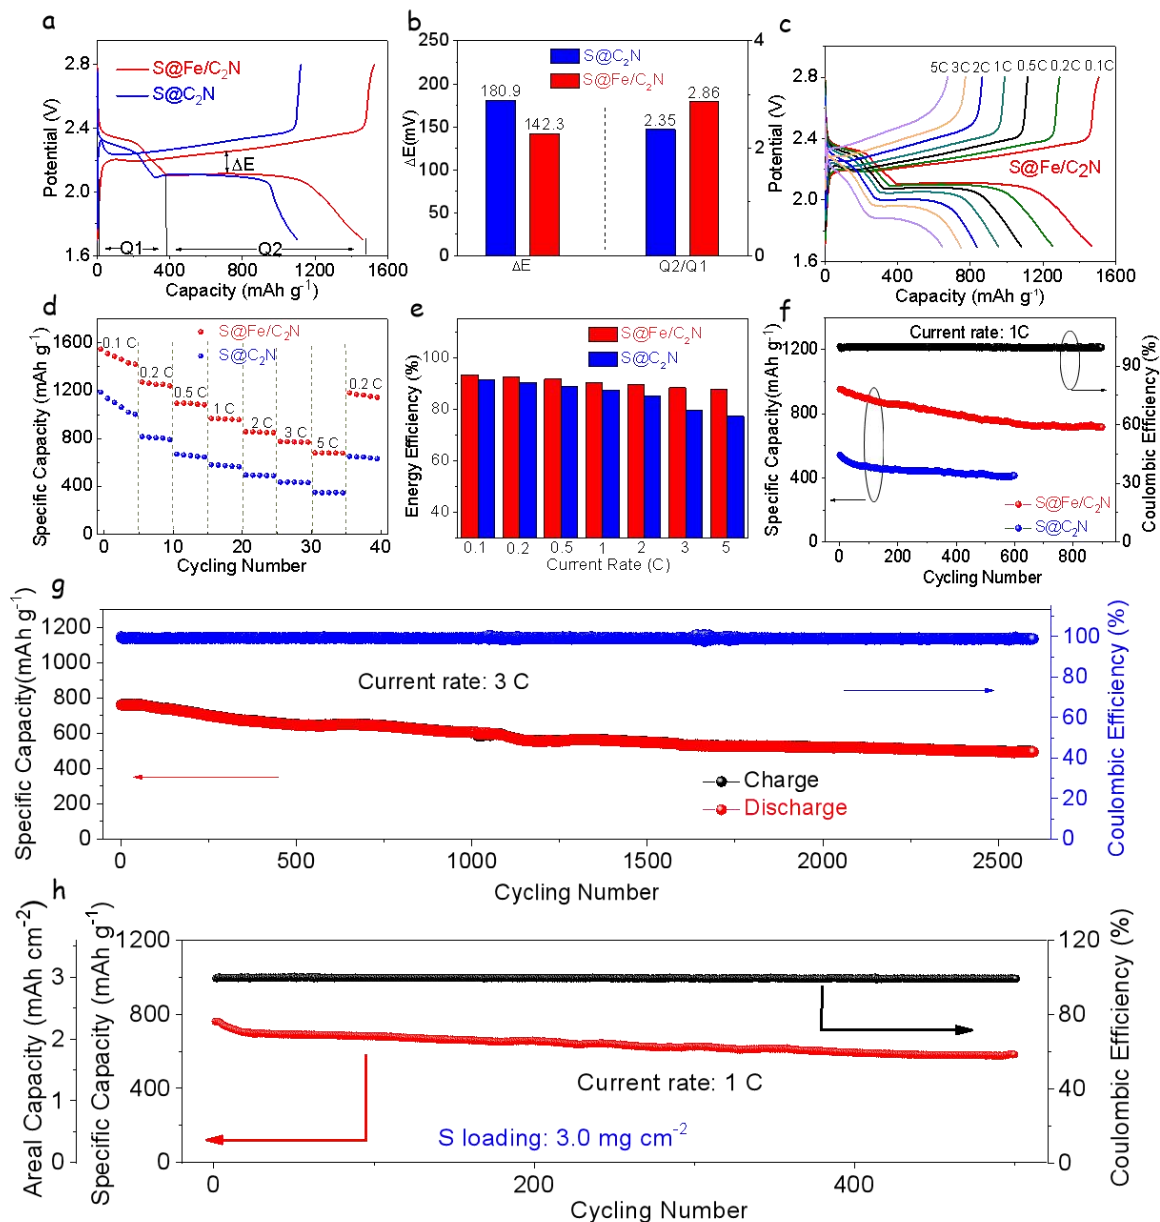 a
S@Fe/C₂N
S@C₂N
ΔE
Q1
Q2
2.8
2.4
2.0
1.6
Potential (V)
0
400
800
1200
1600
Capacity (mAh g⁻¹)
b
S@C₂N
S@Fe/C₂N
250
200
150
100
50
0
ΔE(mV)
4
2
0
180.9
142.3
2.35
2.86
ΔE
Q2/Q1
c
5C 3C 2C 1C 0.5C 0.2C 0.1C
S@Fe/C₂N
2.8
2.4
2.0
1.6
Potential (V)
0
400
800
1200
1600
Capacity (mAh g⁻¹)
d
S@Fe/C₂N
S@C₂N
0.1 C
0.2 C
0.5 C
1 C
2 C
3 C
5 C
0.2 C
1600
1200
800
400
0
Specific Capacity(mAh g⁻¹)
0
10
20
30
40
Cycling Number
e
S@Fe/C₂N
S@C₂N
100
80
60
40
Energy Efficiency (%)
0.1
0.2
0.5
1
2
3
5
Current Rate (C)
f
Current rate: 1C
S@Fe/C₂N
S@C₂N
1200
800
400
0
Specific Capacity(mAh g⁻¹)
90
60
30
0
Coulombic Efficiency (%)
0
200
400
600
800
Cycling Number
g
Current rate: 3 C
Charge
Discharge
1200
1000
800
600
400
200
0
Specific Capacity(mAh g⁻¹)
100
80
60
40
20
0
Coulombic Efficiency (%)
0
500
1000
1500
2000
2500
Cycling Number
h
Current rate: 1 C
S loading: 3.0 mg cm⁻²
3
2
1
0
Areal Capacity (mAh cm⁻²)
1200
800
400
0
Specific Capacity (mAh g⁻¹)
120
80
40
0
Coulombic Efficiency (%)
0
200
400
Cycling Number